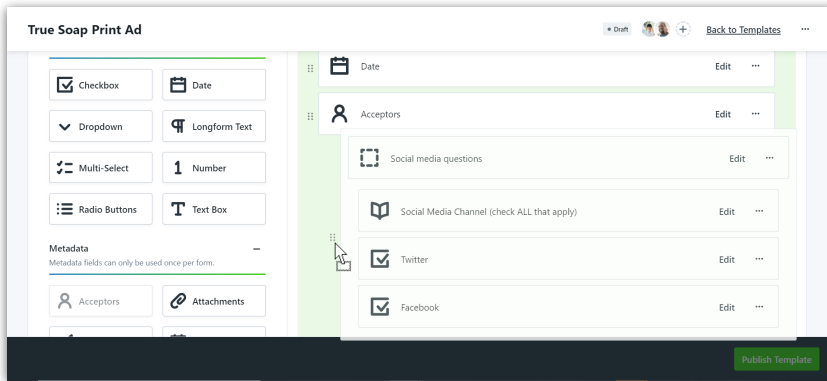 True Soap Print Ad
Draft
Back to Templates
Checkbox
Date
Dropdown
Longform Text
Multi-Select
1 Number
Radio Buttons
Text Box
Metadata
Metadata fields can only be used once per form.
Acceptors
Attachments
Date Edit
Acceptors Edit
Social media questions Edit
Social Media Channel (check ALL that apply) Edit
Twitter Edit
Facebook Edit
Publish Template